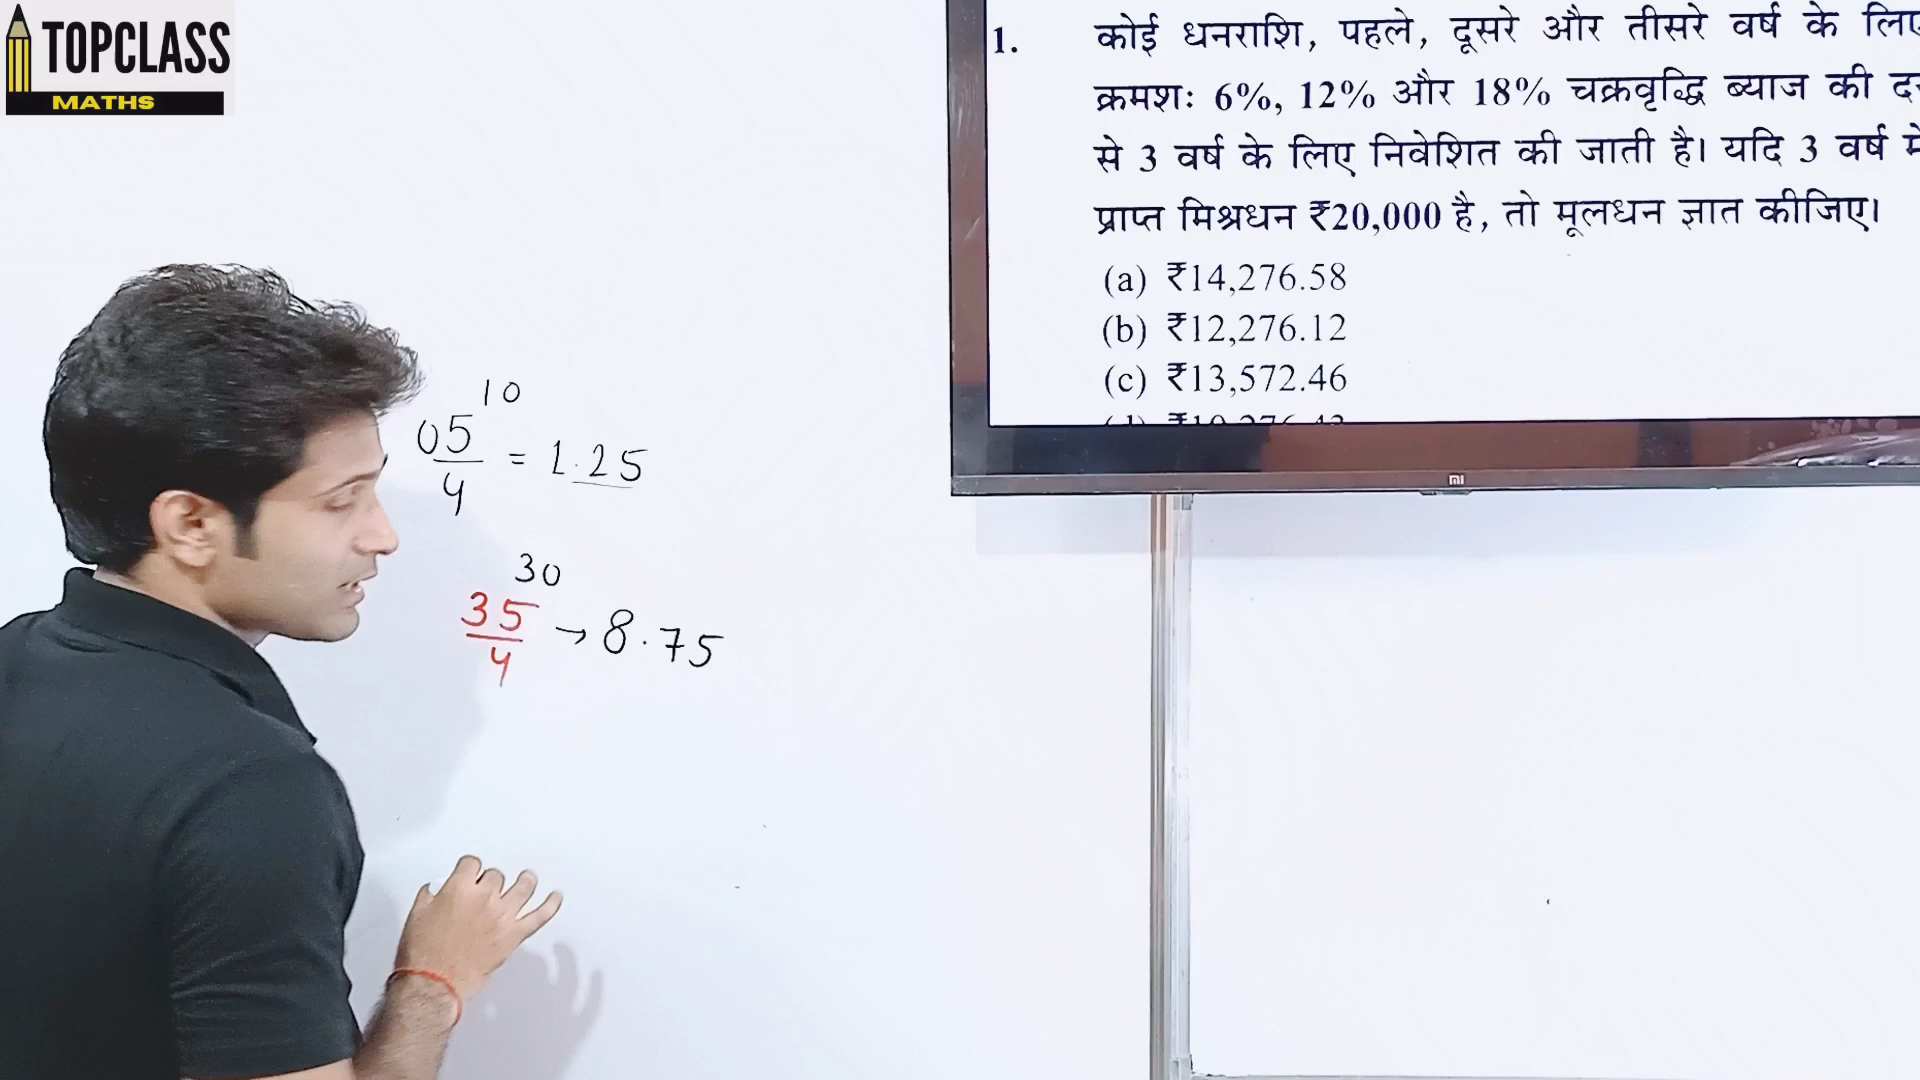 TOPCLASS
MATHS
1. कोई धनराशि, पहले, दूसरे और तीसरे वर्ष के
क्रमशः 6%, 12% और 18% चक्रवृद्धि ब्याज की
से 3 वर्ष के लिए निवेशित की जाती है। यदि 3 वर्ष
प्राप्त मिश्रधन ₹20,000 है, तो मूलधन ज्ञात कीजिए।
(a) ₹14,276.58
(b) ₹12,276.12
(c) ₹13,572.46
10
05/4 = 1.25
30
35/4 → 8.75
mi